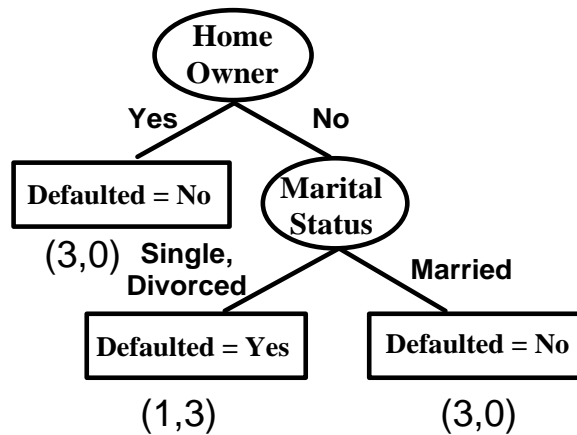 Home
Owner
Yes
No
Defaulted = No
Marital
Status
(3,0)
Single,
Divorced
Married
Defaulted = Yes
Defaulted = No
(1,3)
(3,0)